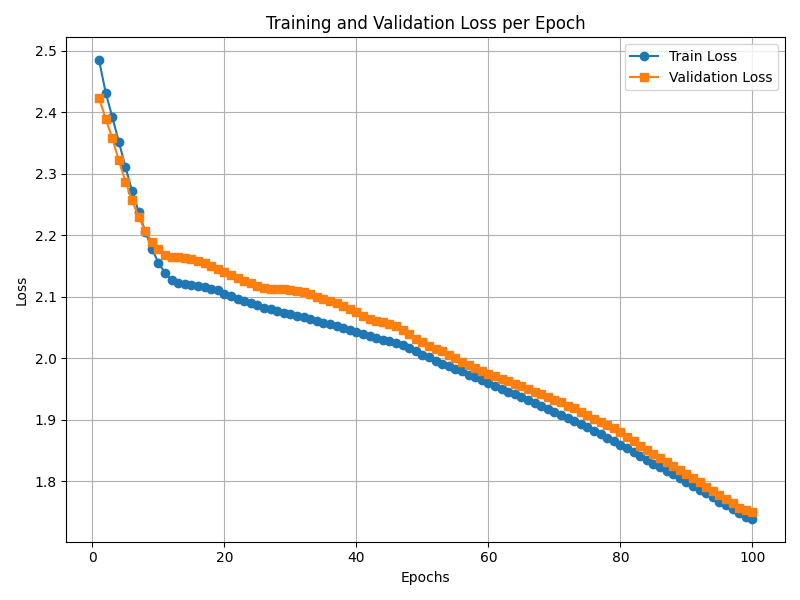 Training and Validation Loss per Epoch
Train Loss
Validation Loss
2.5
2.4
2.3
2.2
2.1
2.0
1.9
1.8
Loss
0 20 40 60 80 100
Epochs